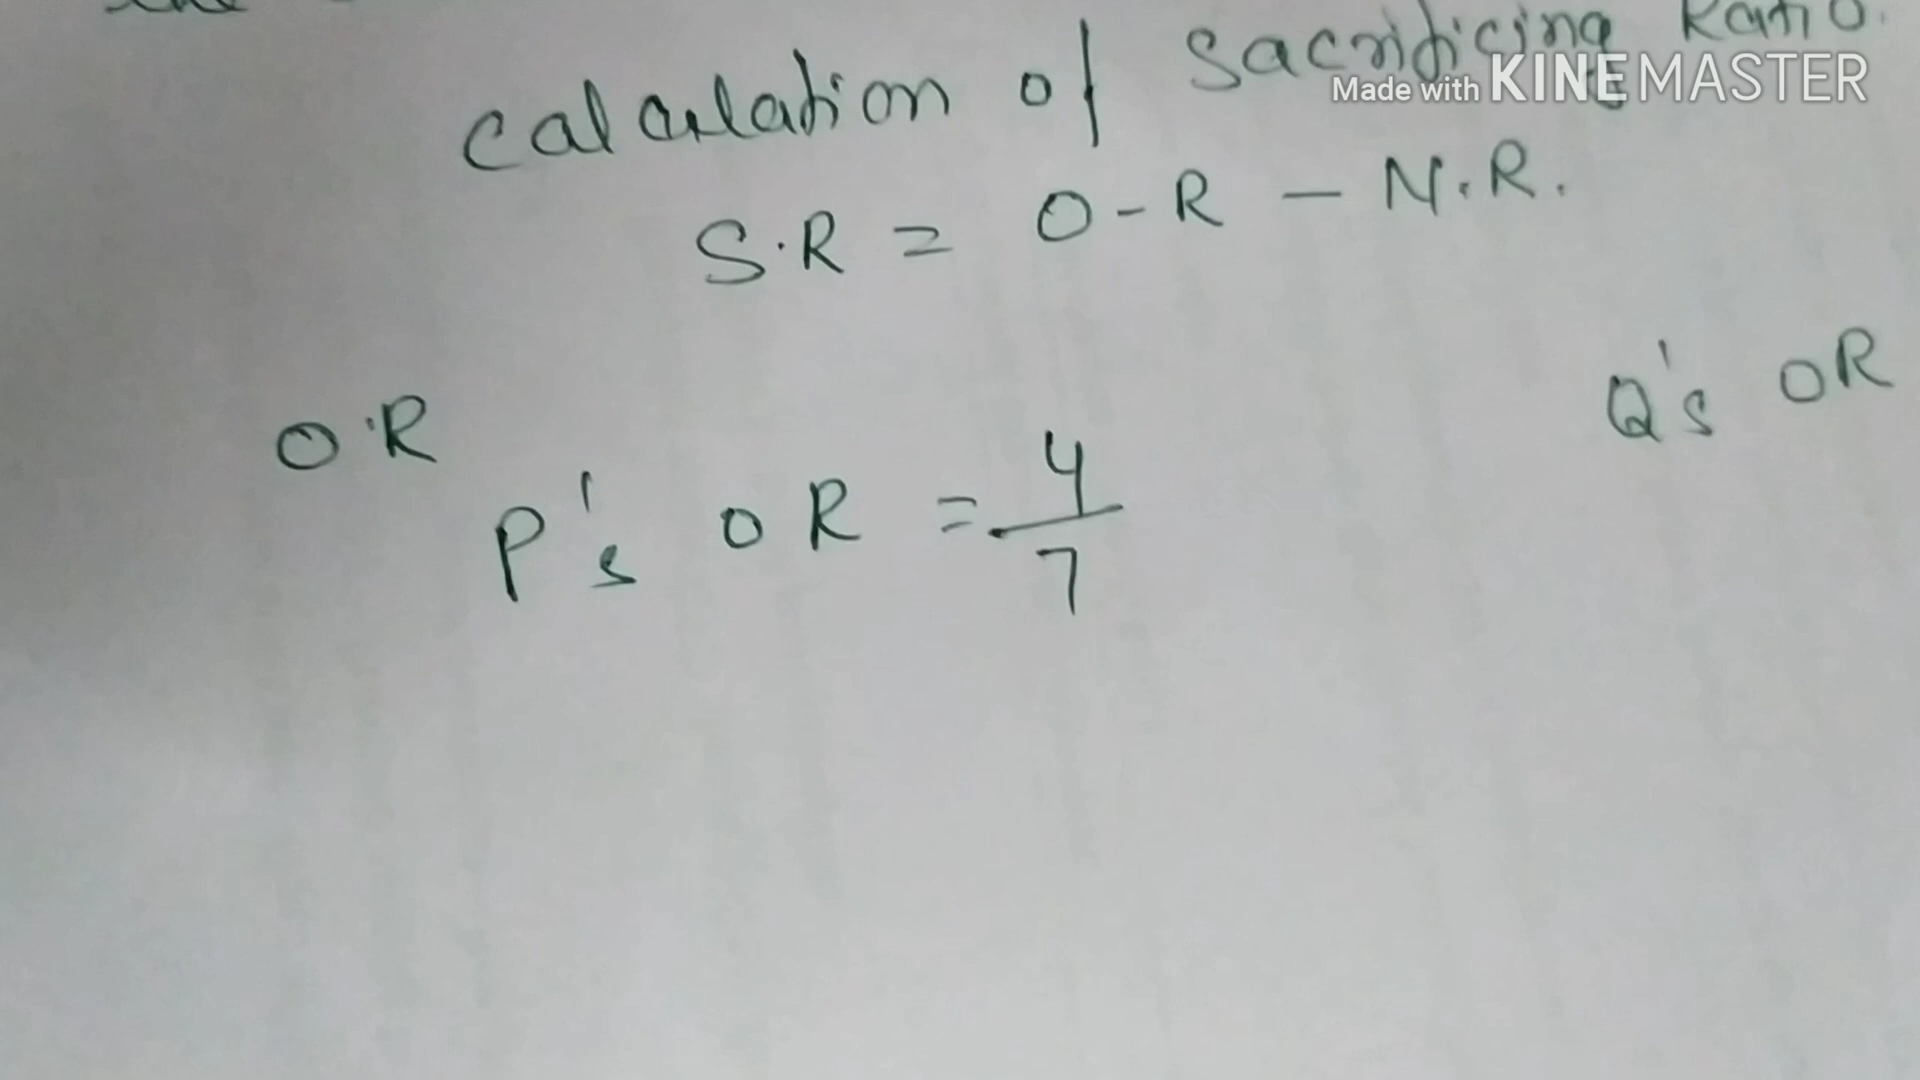 Calculation of Sacrificing Ratio.
Made with KINEMASTER
S.R = O-R - N.R.
O.R
P's OR = 4/7
Q's OR